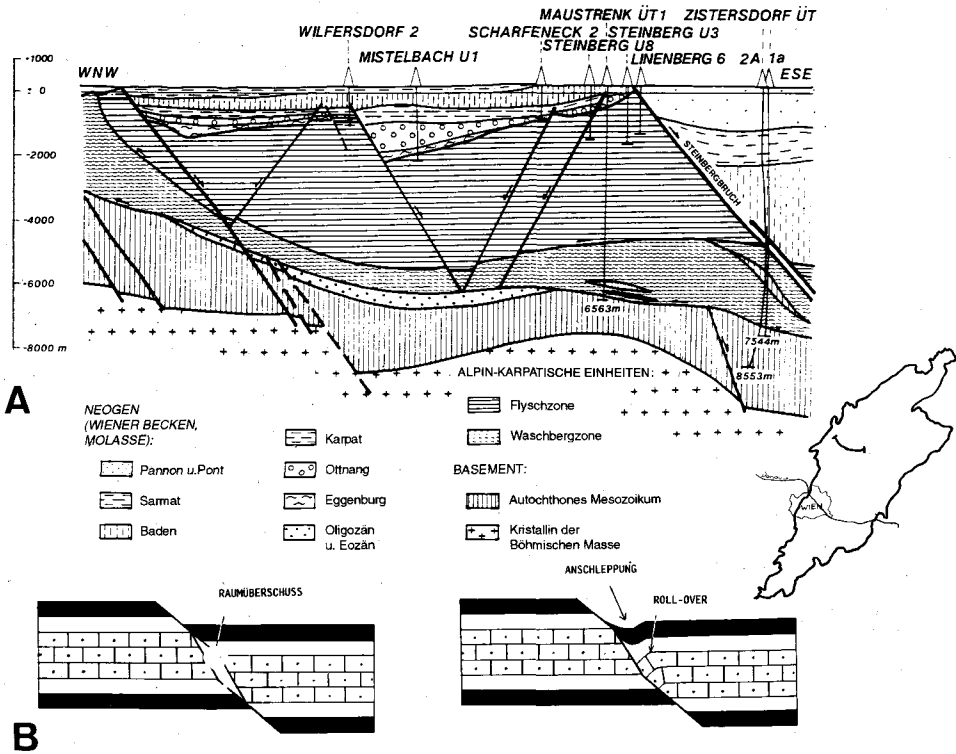 MAUSTRENK ÜT1 ZISTERSDORF ÜT
WILFERSDORF 2 SCHARFENECK 2 STEINBERG U3
MISTELBACH U1 STEINBERG U8
LINENBERG 6 2A 1a
WNW ESE
+1000
± 0
-2000
-4000
-6000
-8000 m
STEINBERGBRUCH
6563m
7544m
8553m
A
ALPIN-KARPATISCHE EINHEITEN:
Flyschzone
Waschbergzone
NEOGEN
(WIENER BECKEN,
MOLASSE):
Pannon u.Pont
Sarmat
Baden
Karpat
Ottnang
Eggenburg
Oligozän
u. Eozän
BASEMENT:
Autochthones Mesozoikum
Kristallin der
Böhmischen Masse
WIEN
RAUMÜBERSCHUSS
ANSCHLEPPUNG
ROLL-OVER
B